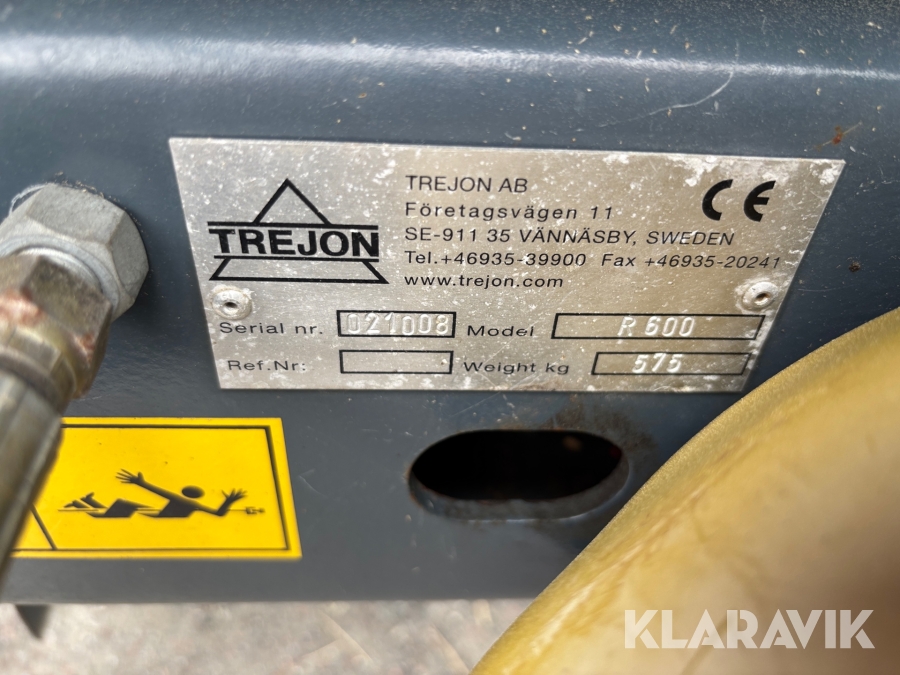 TREJON
TREJON AB
Företagsvägen 11
SE-911 35 VÄNNÄSBY, SWEDEN
Tel.+46935-39900 Fax +46935-20241
www.trejon.com
CE
Serial nr. 021008 Model R 600
Ref.Nr: Weight kg 575
KLARAVIK